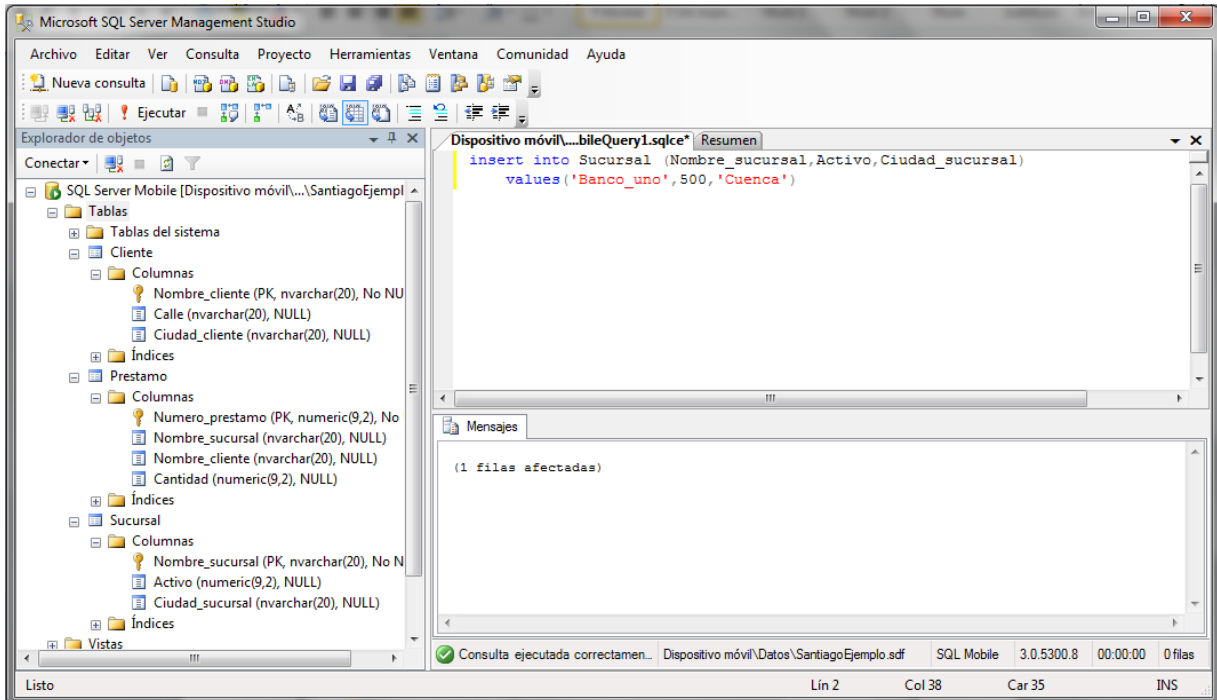 Microsoft SQL Server Management Studio
Archivo Editar Ver Consulta Proyecto Herramientas Ventana Comunidad Ayuda
Nueva consulta
Ejecutar
Explorador de objetos
Conectar
SQL Server Mobile [Dispositivo móvil\...\SantiagoEjempl
Tablas
Tablas del sistema
Cliente
Columnas
Nombre_cliente (PK, nvarchar(20), No NU
Calle (nvarchar(20), NULL)
Ciudad_cliente (nvarchar(20), NULL)
Índices
Prestamo
Columnas
Numero_prestamo (PK, numeric(9,2), No
Nombre_sucursal (nvarchar(20), NULL)
Nombre_cliente (nvarchar(20), NULL)
Cantidad (numeric(9,2), NULL)
Índices
Sucursal
Columnas
Nombre_sucursal (PK, nvarchar(20), No N
Activo (numeric(9,2), NULL)
Ciudad_sucursal (nvarchar(20), NULL)
Índices
Vistas
Dispositivo móvil\....bileQuery1.sqlce* Resumen
insert into Sucursal (Nombre_sucursal,Activo,Ciudad_sucursal)
values('Banco_uno',500,'Cuenca')
Mensajes
(1 filas afectadas)
Consulta ejecutada correctamen... Dispositivo móvil\Datos\SantiagoEjemplo.sdf SQL Mobile 3.0.5300.8 00:00:00 0 filas
Listo Lín 2 Col 38 Car 35 INS